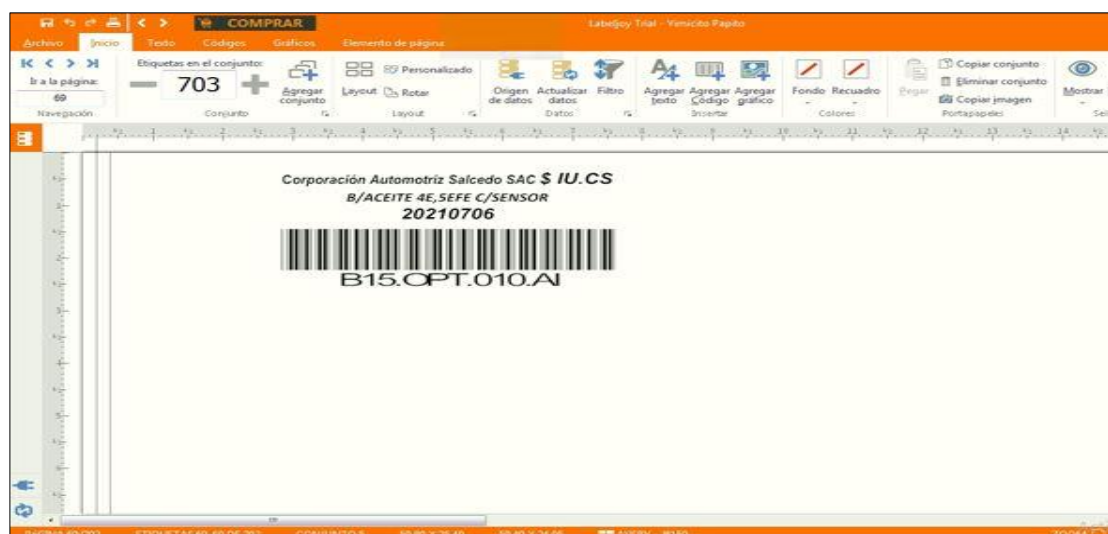 COMPRAR
Labeljoy Trial - Yimicito Papito
Archivo Inicio Texto Códigos Gráficos Elemento de página
Ir a la página:
69
Navegación
Etiquetas en el conjunto:
703
Agregar conjunto
Conjunto
Layout
Personalizado
Rotar
Layout
Origen de datos
Actualizar datos
Filtro
Datos
Agregar texto
Agregar Código
Agregar gráfico
Insertar
Fondo Recuadro
Colores
Pegar
Copiar conjunto
Eliminar conjunto
Copiar imagen
Portapapeles
Mostrar
Corporación Automotriz Salcedo SAC $ IU.CS
B/ACEITE 4E,5EFE C/SENSOR
20210706
B15.OPT.010.AI